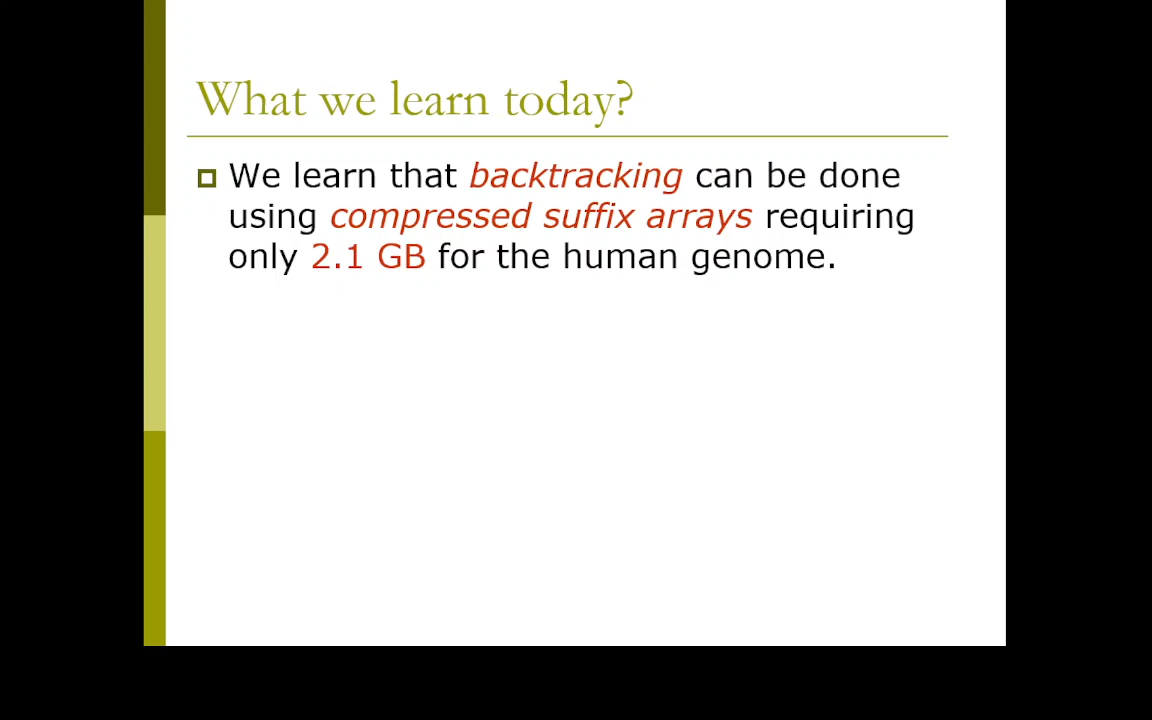 What we learn today?
We learn that backtracking can be done
using compressed suffix arrays requiring
only 2.1 GB for the human genome.